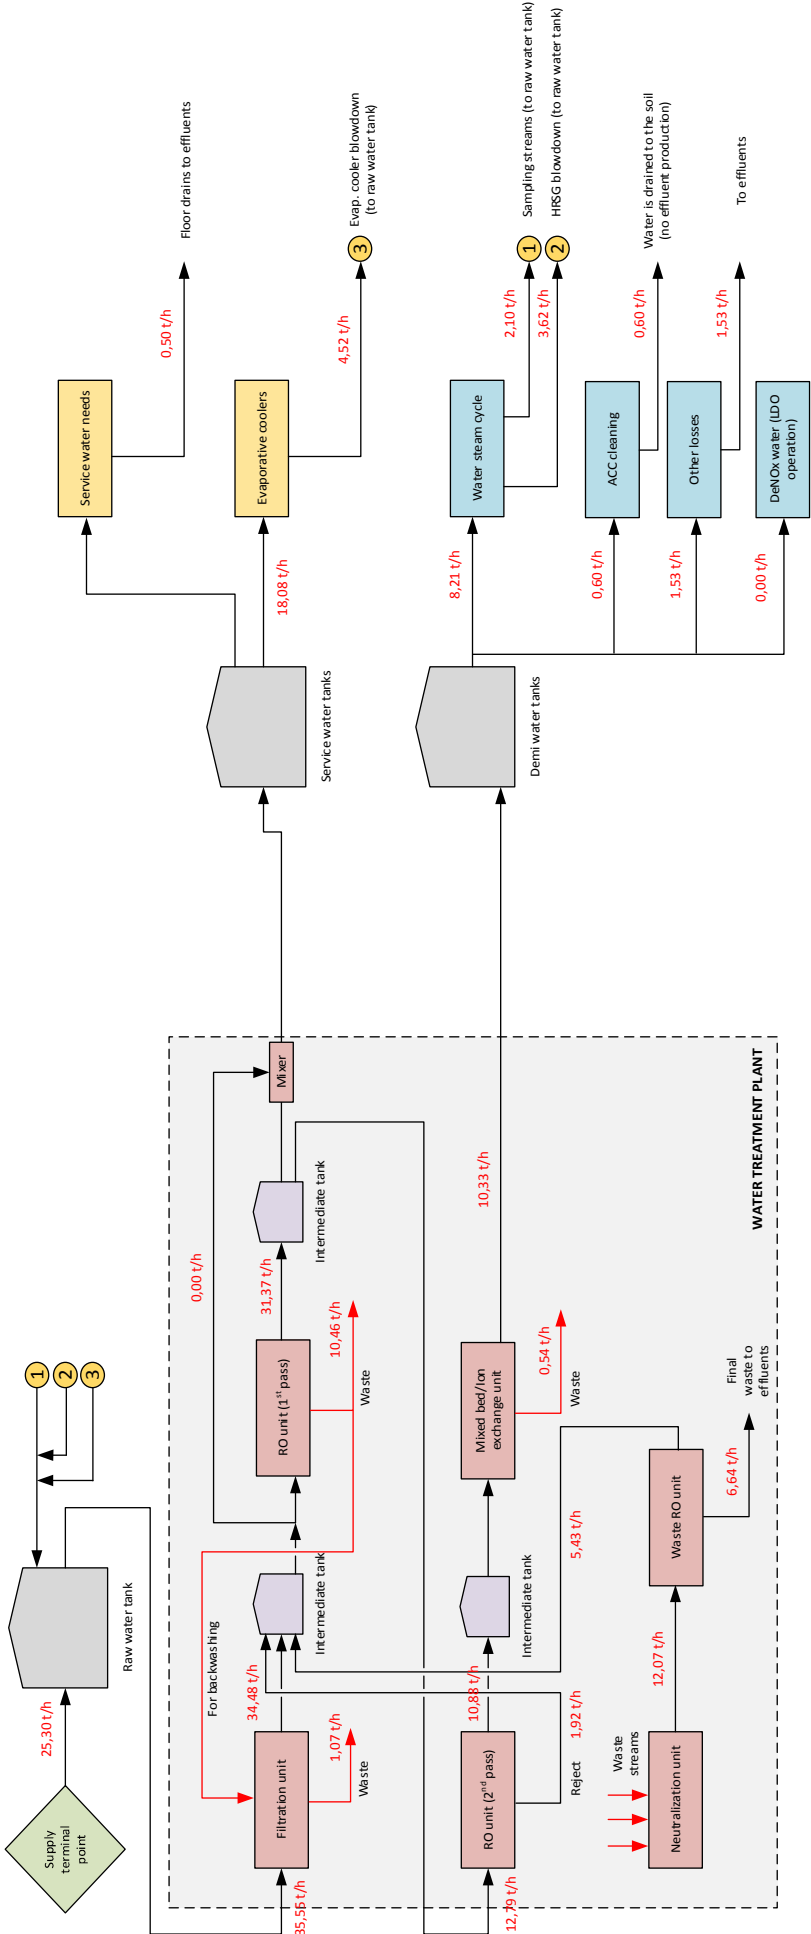 Supply
terminal
point
25,30 t/h
Raw water tank
1
2
3
35,55 t/h
Filtration unit
For backwashing
34,48 t/h
1,07 t/h
Waste
Intermediate tank
0,00 t/h
RO unit (1st pass)
31,37 t/h
10,46 t/h
Waste
Intermediate tank
Mixer
12,79 t/h
RO unit (2nd pass)
10,88 t/h
1,92 t/h
Reject
Intermediate tank
Mixed bed/Ion
exchange unit
10,33 t/h
0,54 t/h
Waste
Waste
streams
Neutralization unit
12,07 t/h
5,43 t/h
Waste RO unit
6,64 t/h
Final
waste to
effluents
WATER TREATMENT PLANT
Service water tanks
Demi water tanks
Service water needs
0,50 t/h
Floor drains to effluents
18,08 t/h
Evaporative coolers
4,52 t/h
3
Evap. cooler blowdown
(to raw water tank)
8,21 t/h
Water steam cycle
2,10 t/h
1
Sampling streams (to raw water tank)
3,62 t/h
2
HRSG blowdown (to raw water tank)
0,60 t/h
ACC cleaning
0,60 t/h
Water is drained to the soil
(no effluent production)
1,53 t/h
Other losses
1,53 t/h
To effluents
0,00 t/h
DeNOx water (LDO
operation)